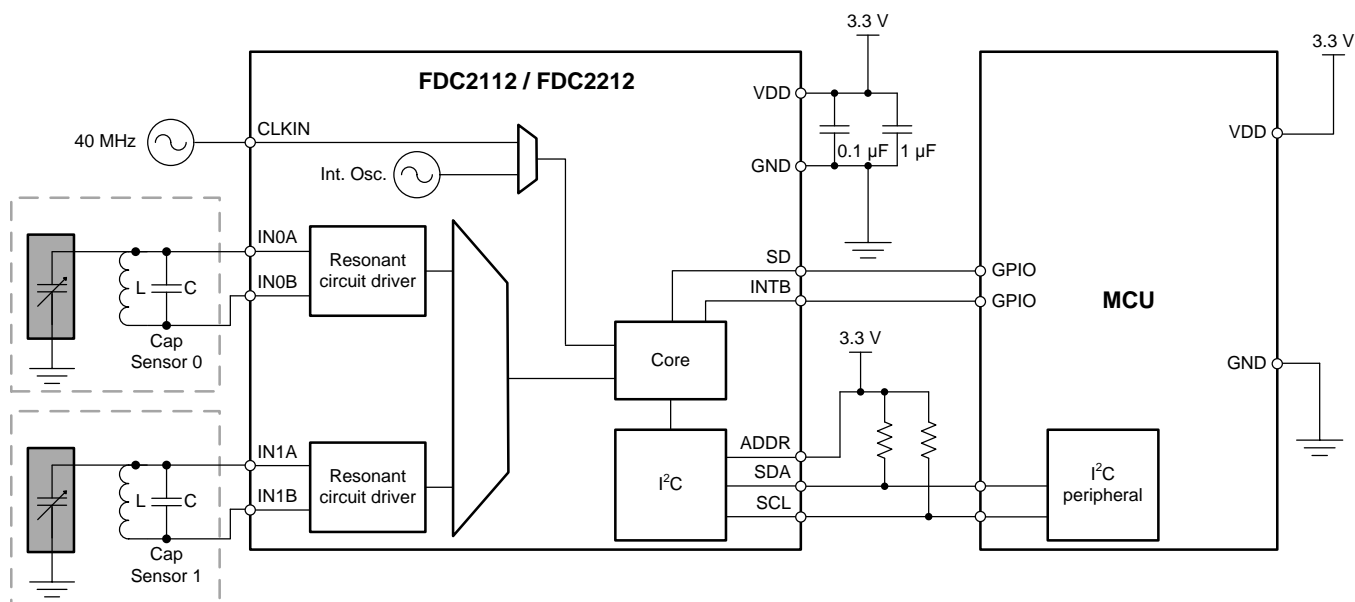 3.3 V
3.3 V
FDC2112 / FDC2212
MCU
VDD
CLKIN
40 MHz
VDD
0.1 µF
1 µF
Int. Osc.
GND
IN0A
Resonant
circuit driver
IN0B
L
C
Cap
Sensor 0
SD
GPIO
INTB
GPIO
3.3 V
Core
GND
ADDR
IN1A
Resonant
circuit driver
IN1B
L
C
Cap
Sensor 1
I²C
SDA
SCL
I²C
peripheral